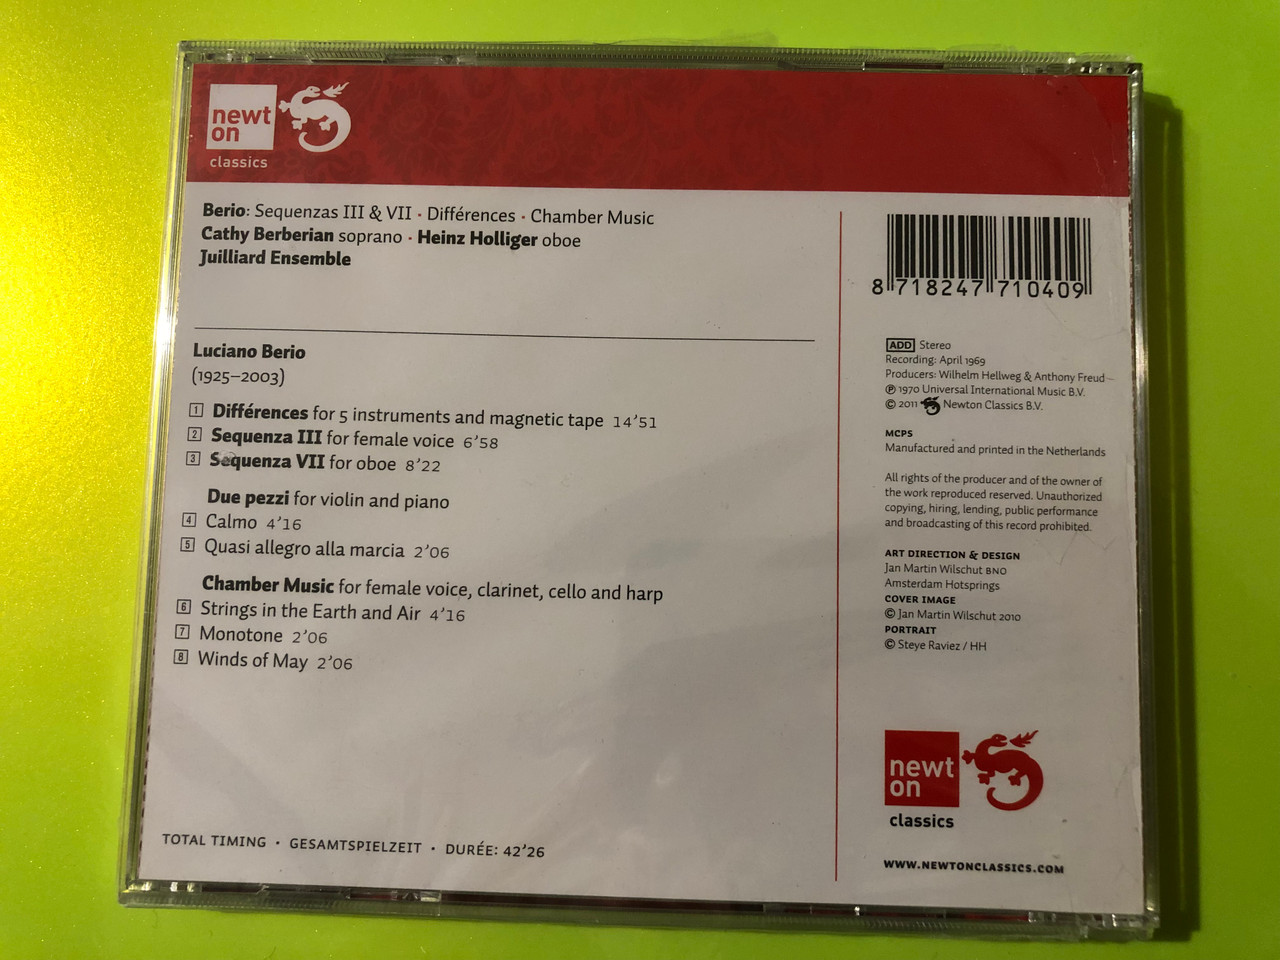 newt
on
classics
Berio: Sequenzas III & VII · Différences · Chamber Music
Cathy Berberian soprano · Heinz Holliger oboe
Juilliard Ensemble
Luciano Berio
(1925–2003)
1 Différences for 5 instruments and magnetic tape 14'51
2 Sequenza III for female voice 6'58
3 Sequenza VII for oboe 8'22
Due pezzi for violin and piano
4 Calmo 4'16
5 Quasi allegro alla marcia 2'06
Chamber Music for female voice, clarinet, cello and harp
6 Strings in the Earth and Air 4'16
7 Monotone 2'06
8 Winds of May 2'06
TOTAL TIMING · GESAMTSPIELZEIT · DURÉE: 42'26
8 718247 710409
ADD Stereo
Recording: April 1969
Producers: Wilhelm Hellweg & Anthony Freud
℗ 1970 Universal International Music B.V.
© 2011 Newton Classics B.V.
MCPS
Manufactured and printed in the Netherlands
All rights of the producer and of the owner of
the work reproduced reserved. Unauthorized
copying, hiring, lending, public performance
and broadcasting of this record prohibited.
ART DIRECTION & DESIGN
Jan Martin Wilschut BNO
Amsterdam Hotsprings
COVER IMAGE
© Jan Martin Wilschut 2010
PORTRAIT
© Steye Raviez / HH
newt
on
classics
WWW.NEWTONCLASSICS.COM